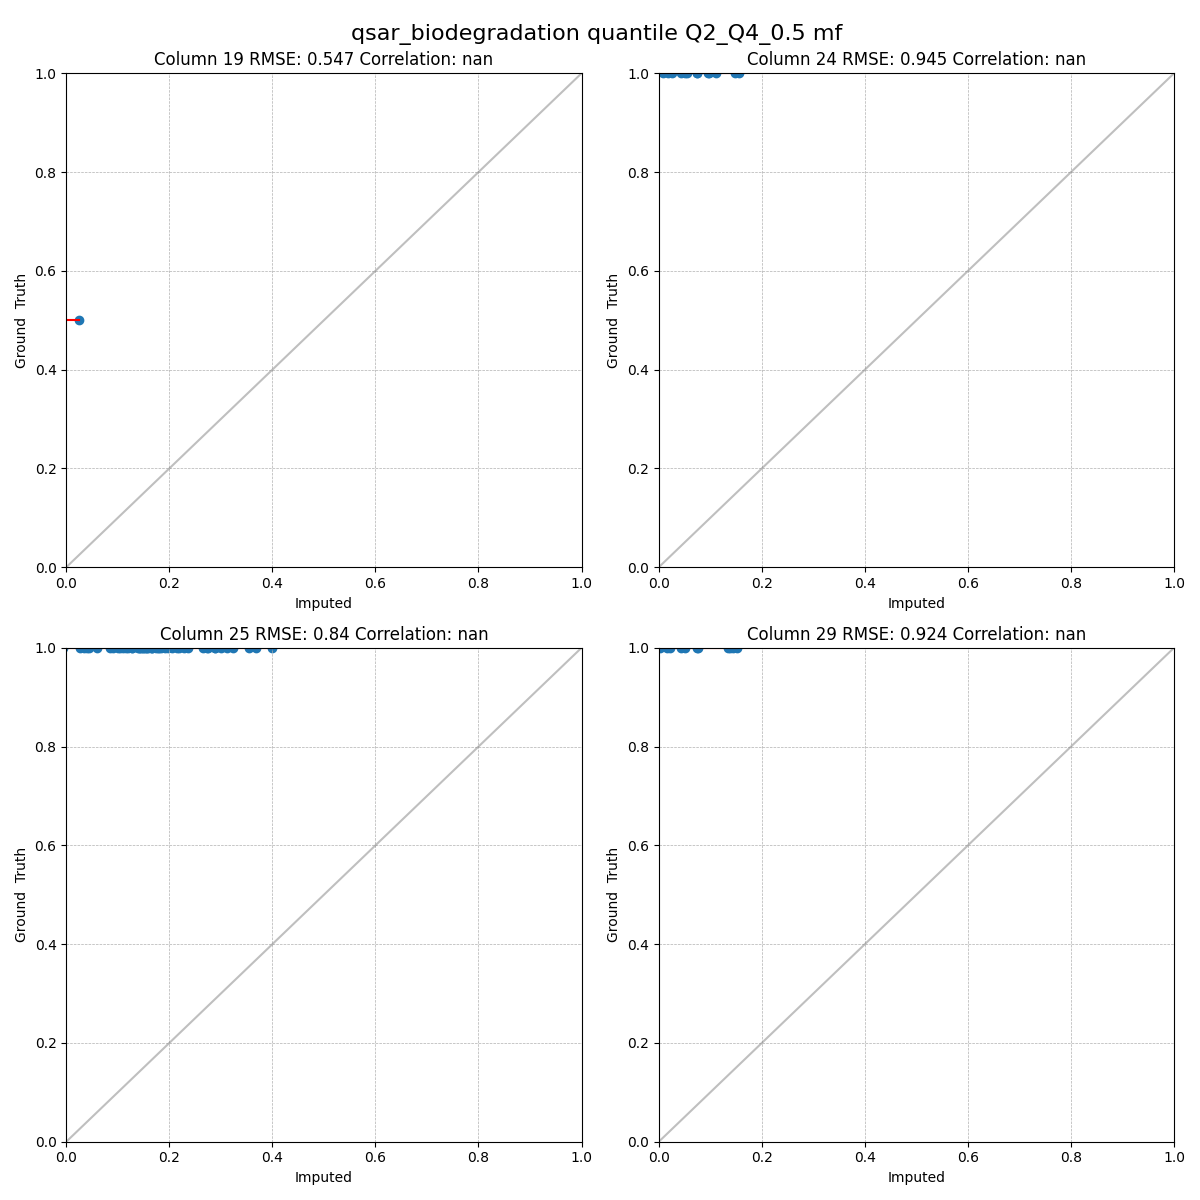 qsar_biodegradation quantile Q2_Q4_0.5 mf
Column 19 RMSE: 0.547 Correlation: nan
1.0
0.8
0.6
0.4
0.2
0.0
Ground  Truth
0.0 0.2 0.4 0.6 0.8 1.0
Imputed
Column 24 RMSE: 0.945 Correlation: nan
1.0
0.8
0.6
0.4
0.2
0.0
Ground  Truth
0.0 0.2 0.4 0.6 0.8 1.0
Imputed
Column 25 RMSE: 0.84 Correlation: nan
1.0
0.8
0.6
0.4
0.2
0.0
Ground  Truth
0.0 0.2 0.4 0.6 0.8 1.0
Imputed
Column 29 RMSE: 0.924 Correlation: nan
1.0
0.8
0.6
0.4
0.2
0.0
Ground  Truth
0.0 0.2 0.4 0.6 0.8 1.0
Imputed